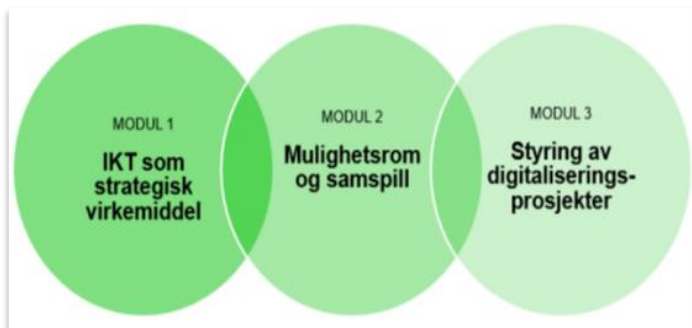 MODUL 1
IKT som
strategisk
virkemiddel
MODUL 2
Mulighetsrom
og samspill
MODUL 3
Styring av
digitaliserings-
prosjekter